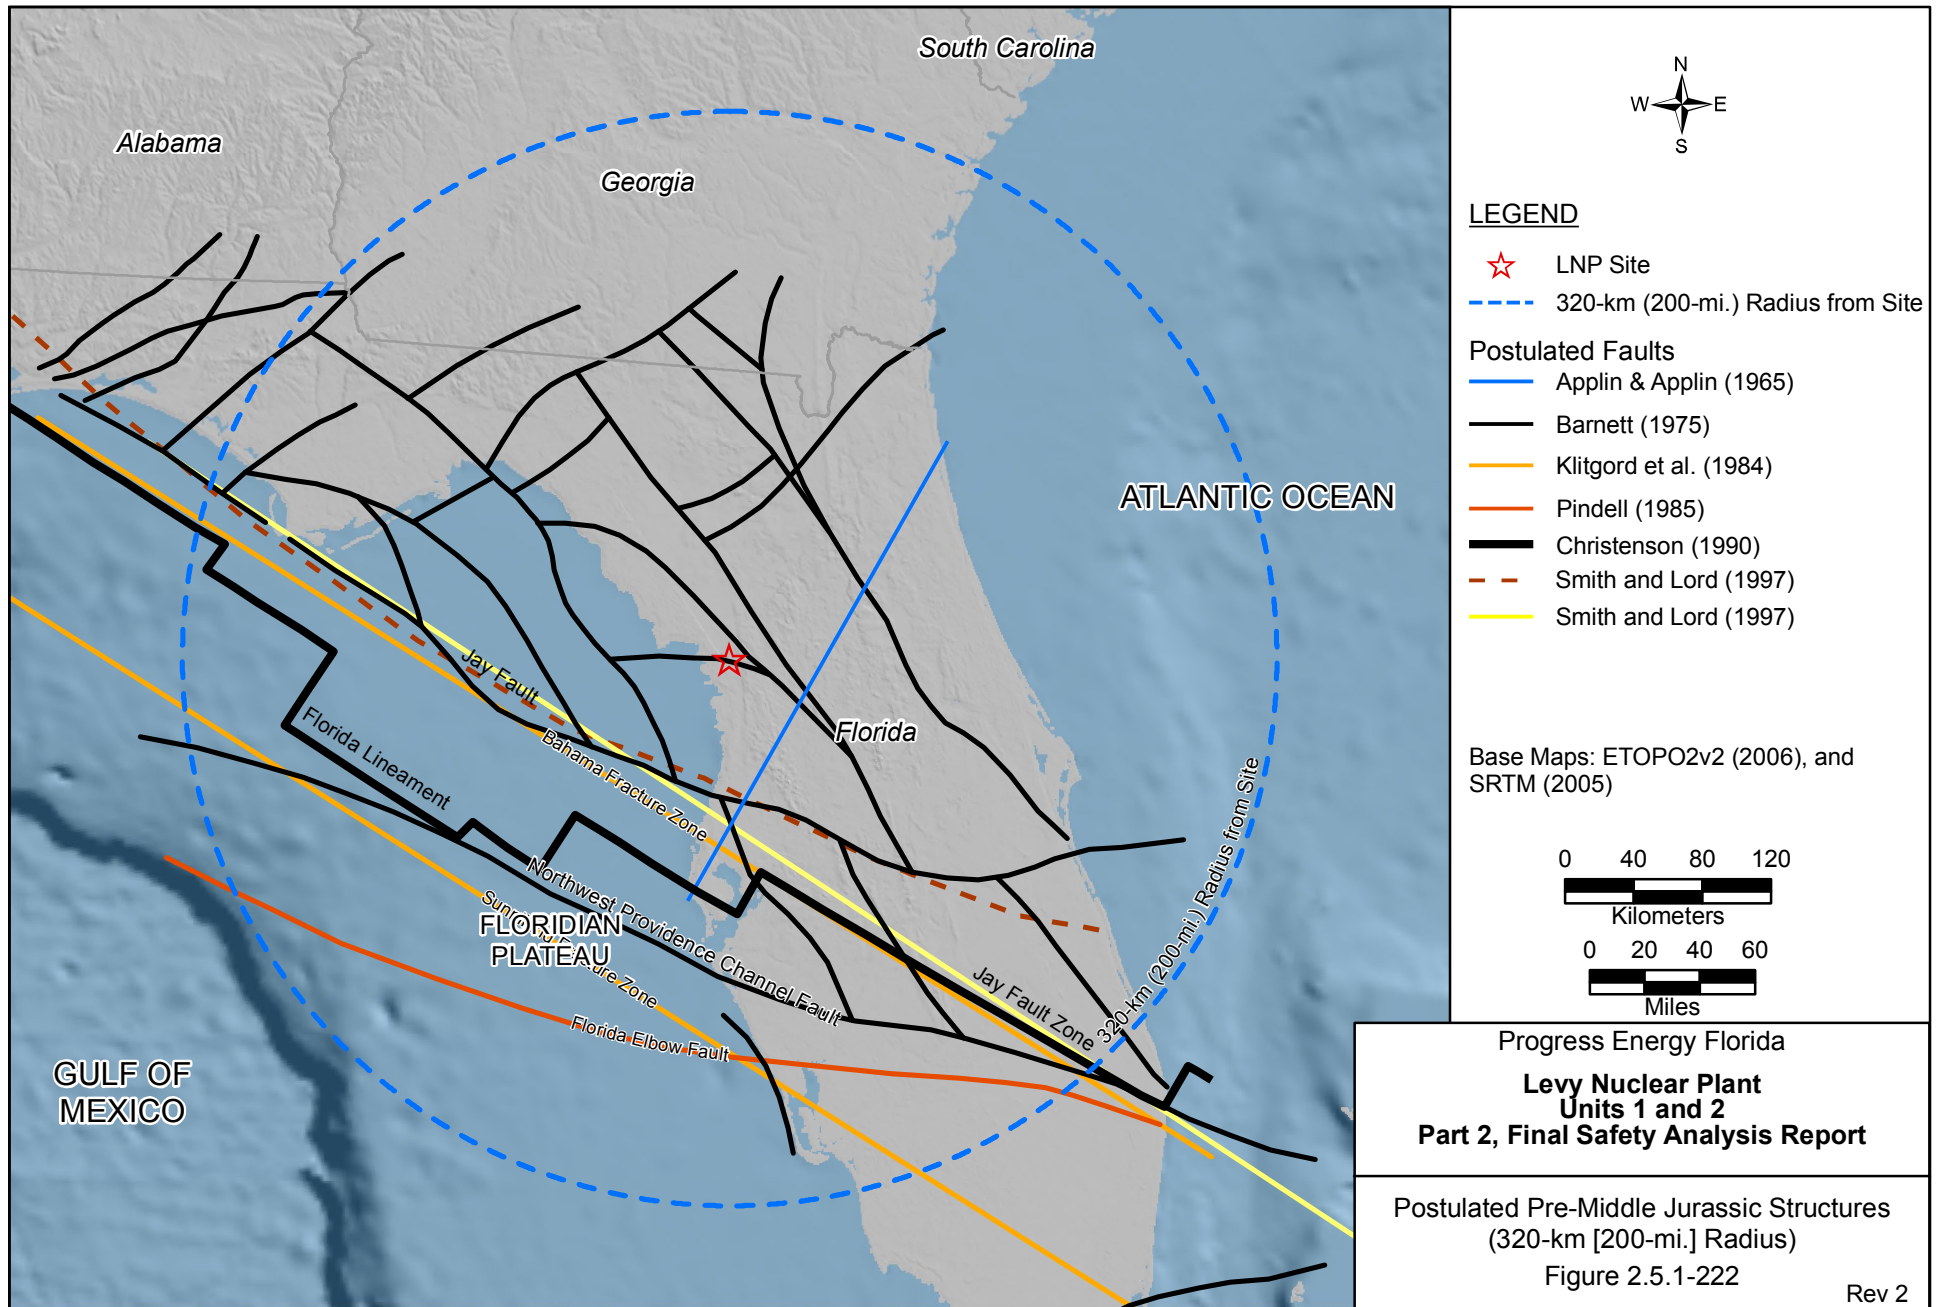 South Carolina
Alabama
Georgia
ATLANTIC OCEAN
Florida
Jay Fault
Florida Lineament
Bahama Fracture Zone
Northwest Providence Channel Fault
Sunniland Fracture Zone
FLORIDIAN
PLATEAU
Florida Elbow Fault
Jay Fault Zone
320-km (200-mi.) Radius from Site
GULF OF
MEXICO
N
W E
S
LEGEND
LNP Site
320-km (200-mi.) Radius from Site
Postulated Faults
Applin & Applin (1965)
Barnett (1975)
Klitgord et al. (1984)
Pindell (1985)
Christenson (1990)
Smith and Lord (1997)
Smith and Lord (1997)
Base Maps: ETOPO2v2 (2006), and
SRTM (2005)
0 40 80 120
Kilometers
0 20 40 60
Miles
Progress Energy Florida
Levy Nuclear Plant
Units 1 and 2
Part 2, Final Safety Analysis Report
Postulated Pre-Middle Jurassic Structures
(320-km [200-mi.] Radius)
Figure 2.5.1-222
Rev 2